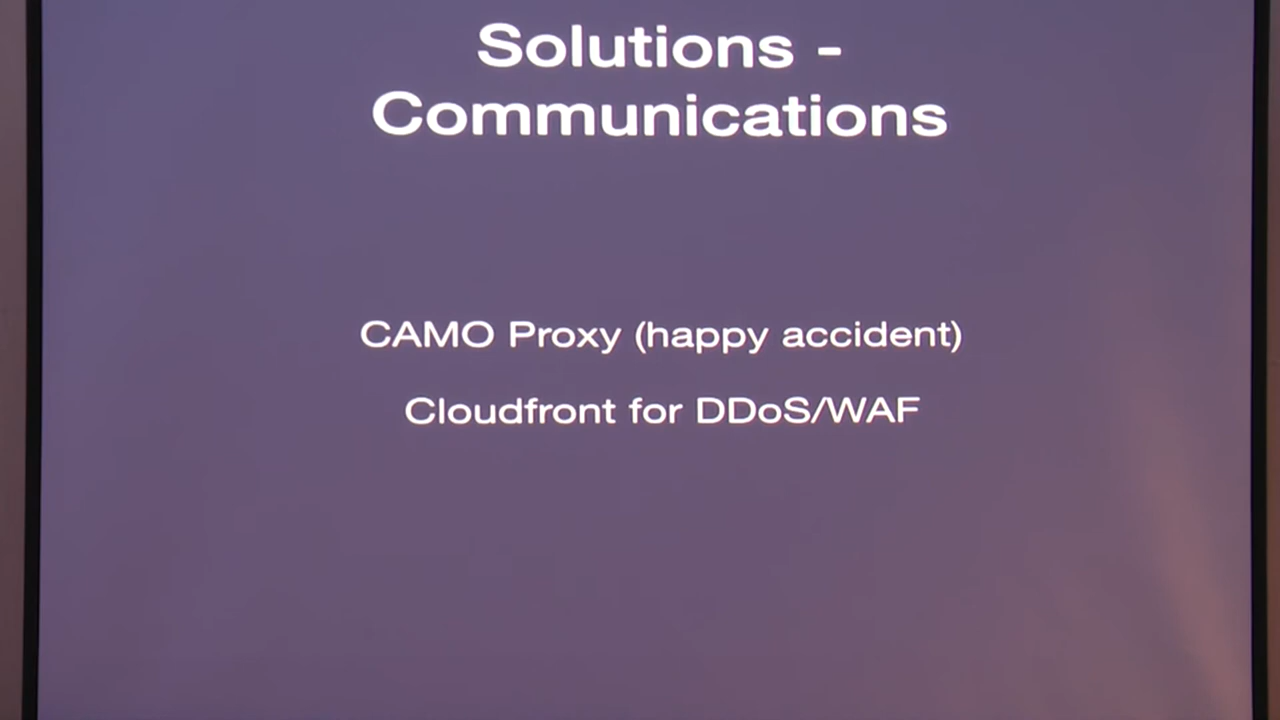 Solutions -
Communications
CAMO Proxy (happy accident)
Cloudfront for DDoS/WAF